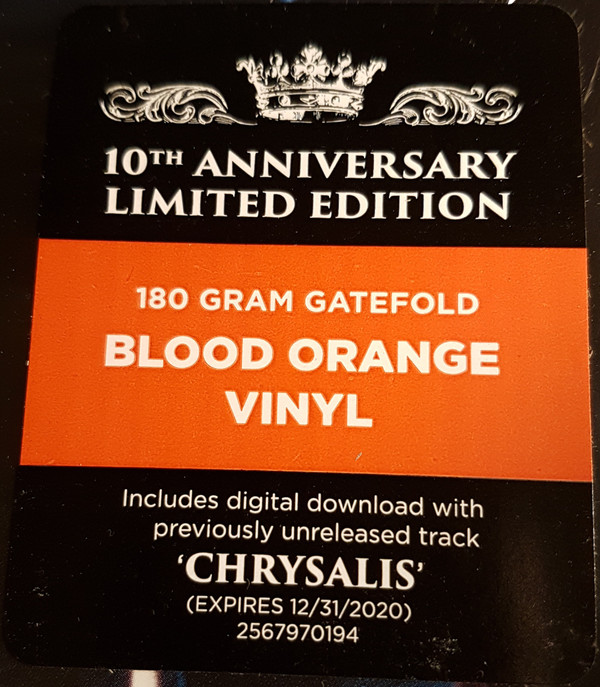 10TH ANNIVERSARY
LIMITED EDITION
180 GRAM GATEFOLD
BLOOD ORANGE
VINYL
Includes digital download with
previously unreleased track
‘CHRYSALIS’
(EXPIRES 12/31/2020)
2567970194